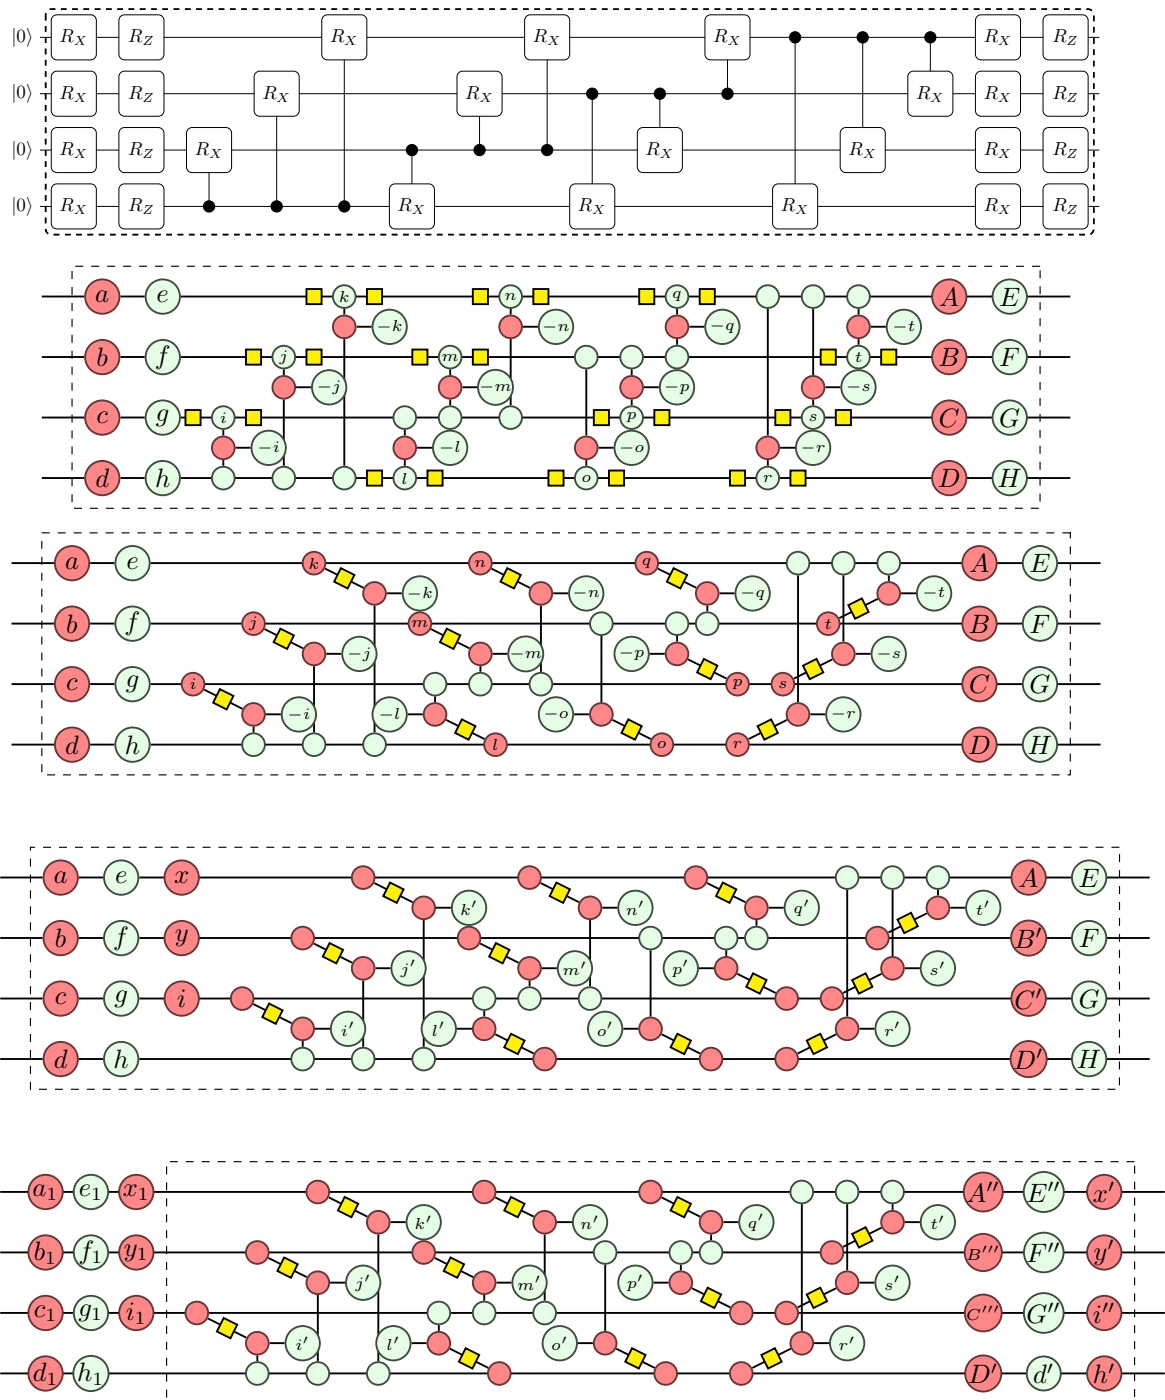 |0⟩ R_X R_Z R_X R_X R_X R_X R_Z
|0⟩ R_X R_Z R_X R_X R_X R_X R_Z
|0⟩ R_X R_Z R_X R_X R_X R_X R_Z
|0⟩ R_X R_Z R_X R_X R_X R_X R_Z
a e k n q A E
−k −n −q −t
b f j m t B F
−j −m −p −s
c g i p s C G
−i −l −o −r
d h l o r D H
a e k n q A E
−k −n −q −t
b f j m t B F
−j −m −p −s
c g i p s C G
−i −l −o −r
d h l o r D H
a e x A E
k′ n′ q′ t′
b f y B′ F
j′ m′ p′ s′
c g i C′ G
i′ l′ o′ r′
d h D′ H
a₁ e₁ x₁ A″ E″ x′
k′ n′ q′ t′
b₁ f₁ y₁ B‴ F″ y′
j′ m′ p′ s′
c₁ g₁ i₁ C‴ G″ i″
i′ l′ o′ r′
d₁ h₁ D′ d′ h′